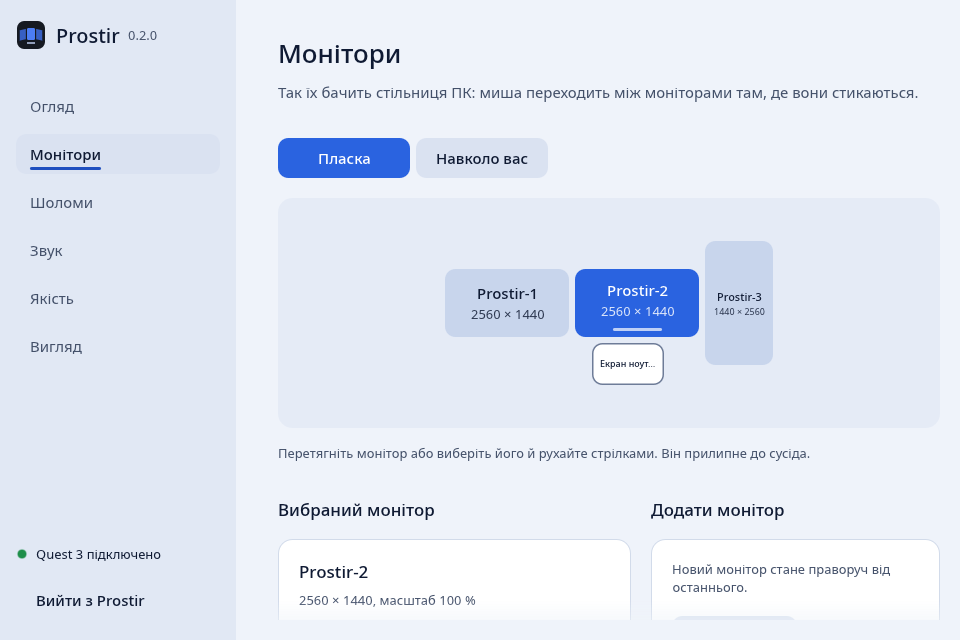 Prostir 0.2.0
Огляд
Монітори
Шоломи
Звук
Якість
Вигляд
Quest 3 підключено
Вийти з Prostir
Монітори
Так їх бачить стільниця ПК: миша переходить між моніторами там, де вони стикаються.
Пласка
Навколо вас
Prostir-1
2560 × 1440
Prostir-2
2560 × 1440
Prostir-3
1440 × 2560
Екран ноут…
Перетягніть монітор або виберіть його й рухайте стрілками. Він прилипне до сусіда.
Вибраний монітор
Prostir-2
2560 × 1440, масштаб 100 %
Додати монітор
Новий монітор стане праворуч від
останнього.